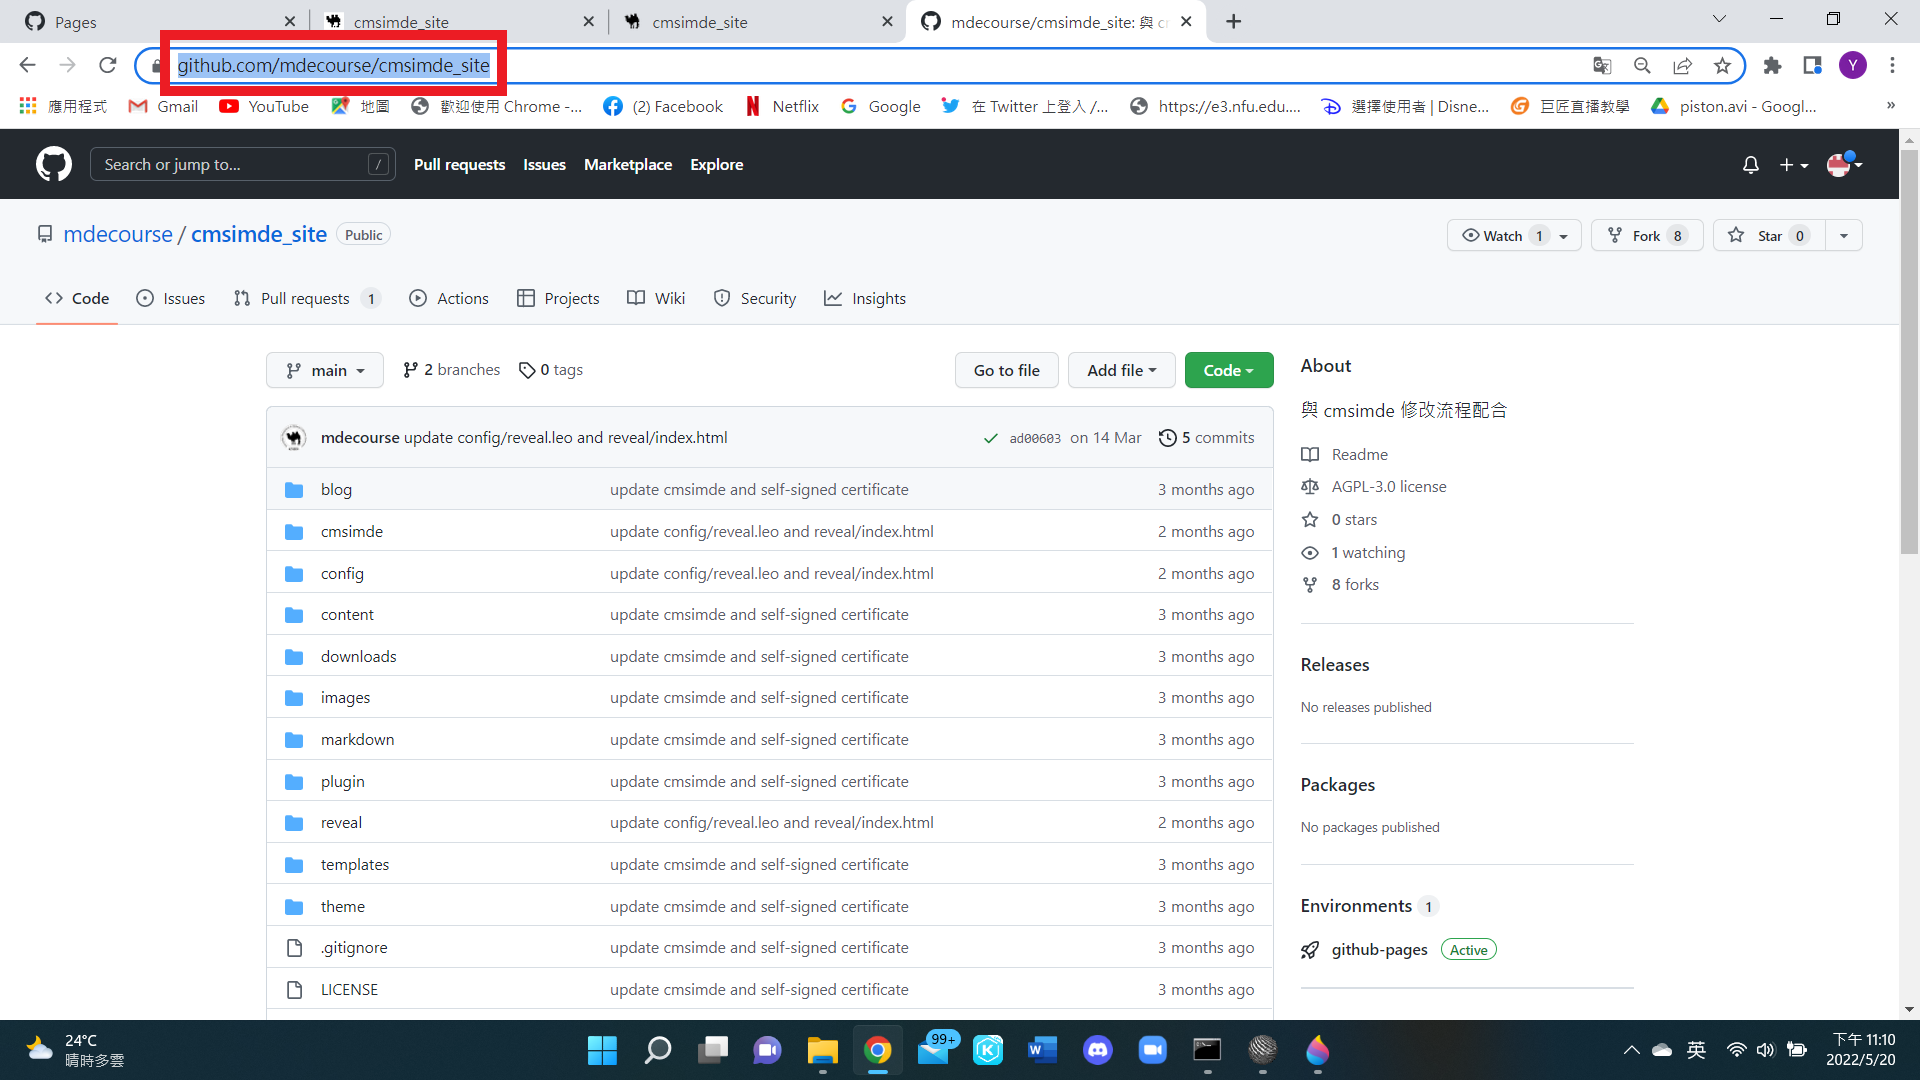 Pages
cmsimde_site
cmsimde_site
mdecourse/cmsimde_site: 與
github.com/mdecourse/cmsimde_site
Y
應用程式
Gmail
YouTube
地圖
歡迎使用 Chrome -...
(2) Facebook
Netflix
Google
在 Twitter 上登入 /...
https://e3.nfu.edu....
選擇使用者 | Disne...
巨匠直播教學
piston.avi - Googl...
»
Search or jump to...
/
Pull requests
Issues
Marketplace
Explore
mdecourse / cmsimde_site
Public
Watch 1
Fork 8
Star 0
Code
Issues
Pull requests 1
Actions
Projects
Wiki
Security
Insights
main
2 branches
0 tags
Go to file
Add file
Code
About
與 cmsimde 修改流程配合
mdecourse update config/reveal.leo and reveal/index.html
ad00603 on 14 Mar
5 commits
Readme
AGPL-3.0 license
0 stars
1 watching
8 forks
blog update cmsimde and self-signed certificate 3 months ago
cmsimde update config/reveal.leo and reveal/index.html 2 months ago
config update config/reveal.leo and reveal/index.html 2 months ago
content update cmsimde and self-signed certificate 3 months ago
downloads update cmsimde and self-signed certificate 3 months ago
images update cmsimde and self-signed certificate 3 months ago
markdown update cmsimde and self-signed certificate 3 months ago
plugin update cmsimde and self-signed certificate 3 months ago
reveal update config/reveal.leo and reveal/index.html 2 months ago
templates update cmsimde and self-signed certificate 3 months ago
theme update cmsimde and self-signed certificate 3 months ago
.gitignore update cmsimde and self-signed certificate 3 months ago
LICENSE update cmsimde and self-signed certificate 3 months ago
Releases
No releases published
Packages
No packages published
Environments 1
github-pages Active
24°C
晴時多雲
99+
英
下午 11:10
2022/5/20